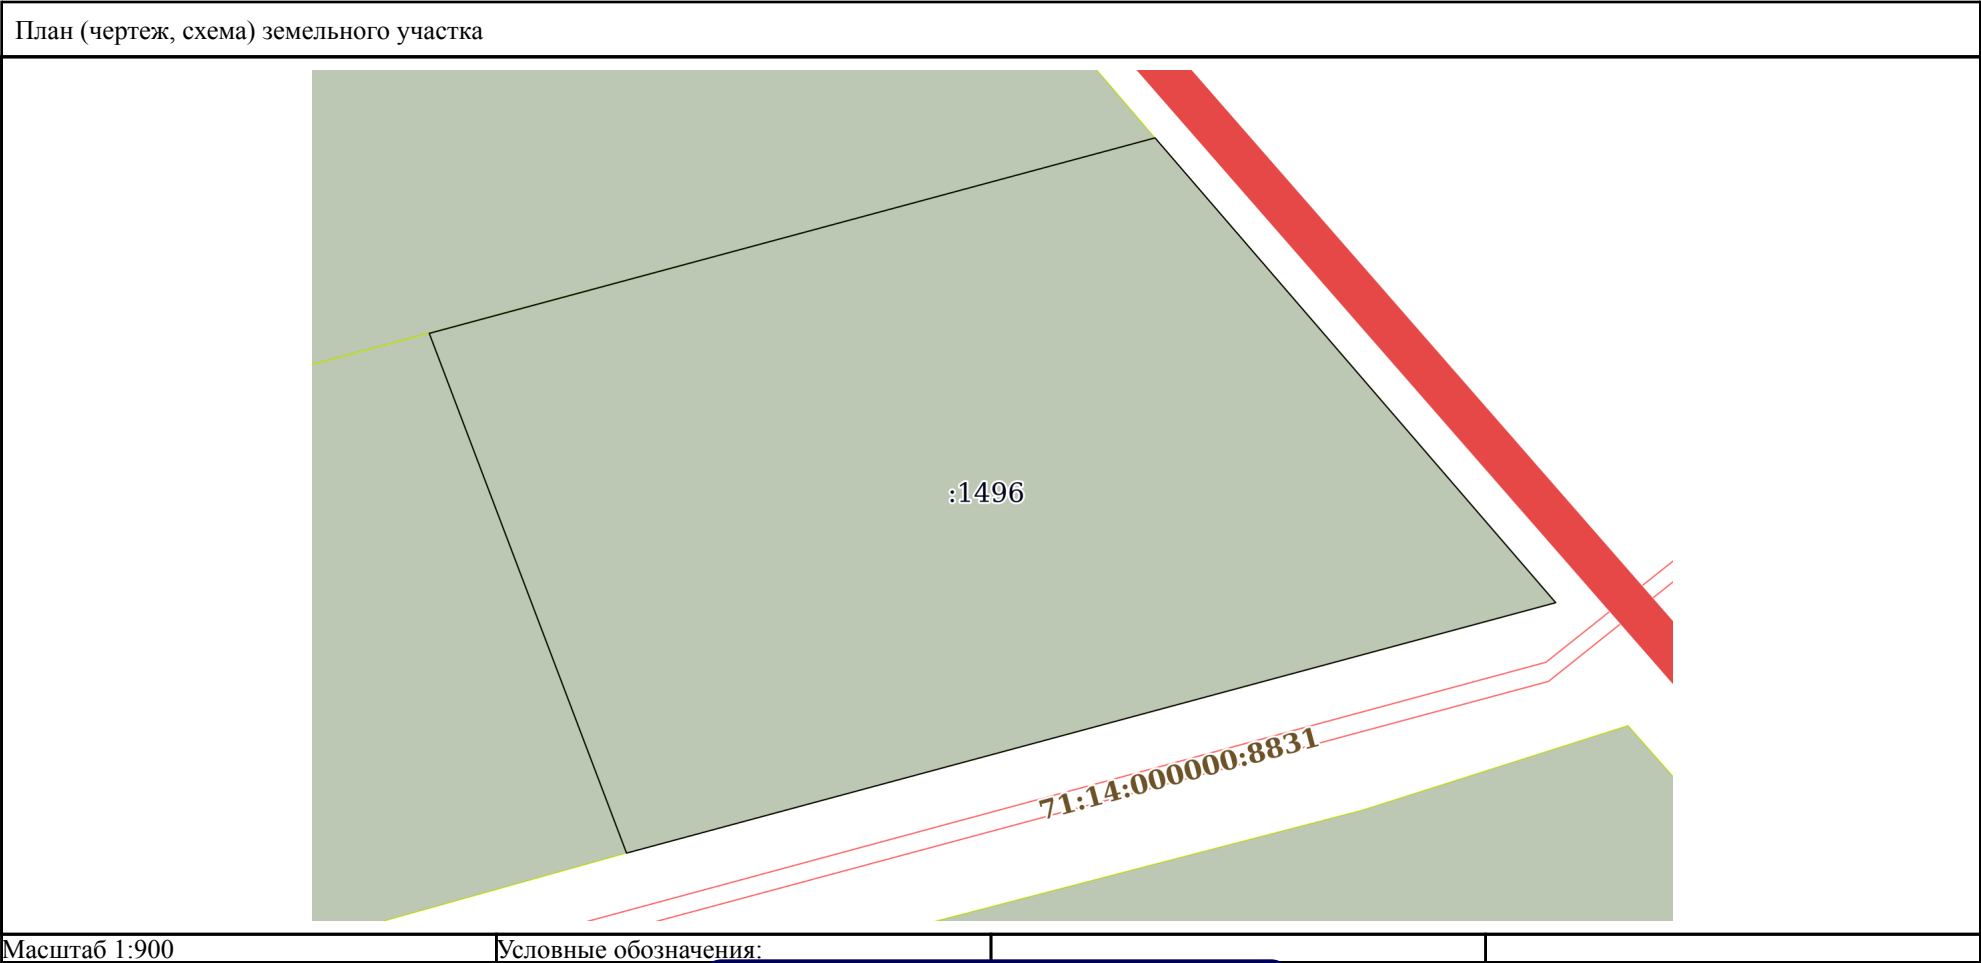 План (чертеж, схема) земельного участка
:1496
71:14:000000:8831
Масштаб 1:900
Условные обозначения: